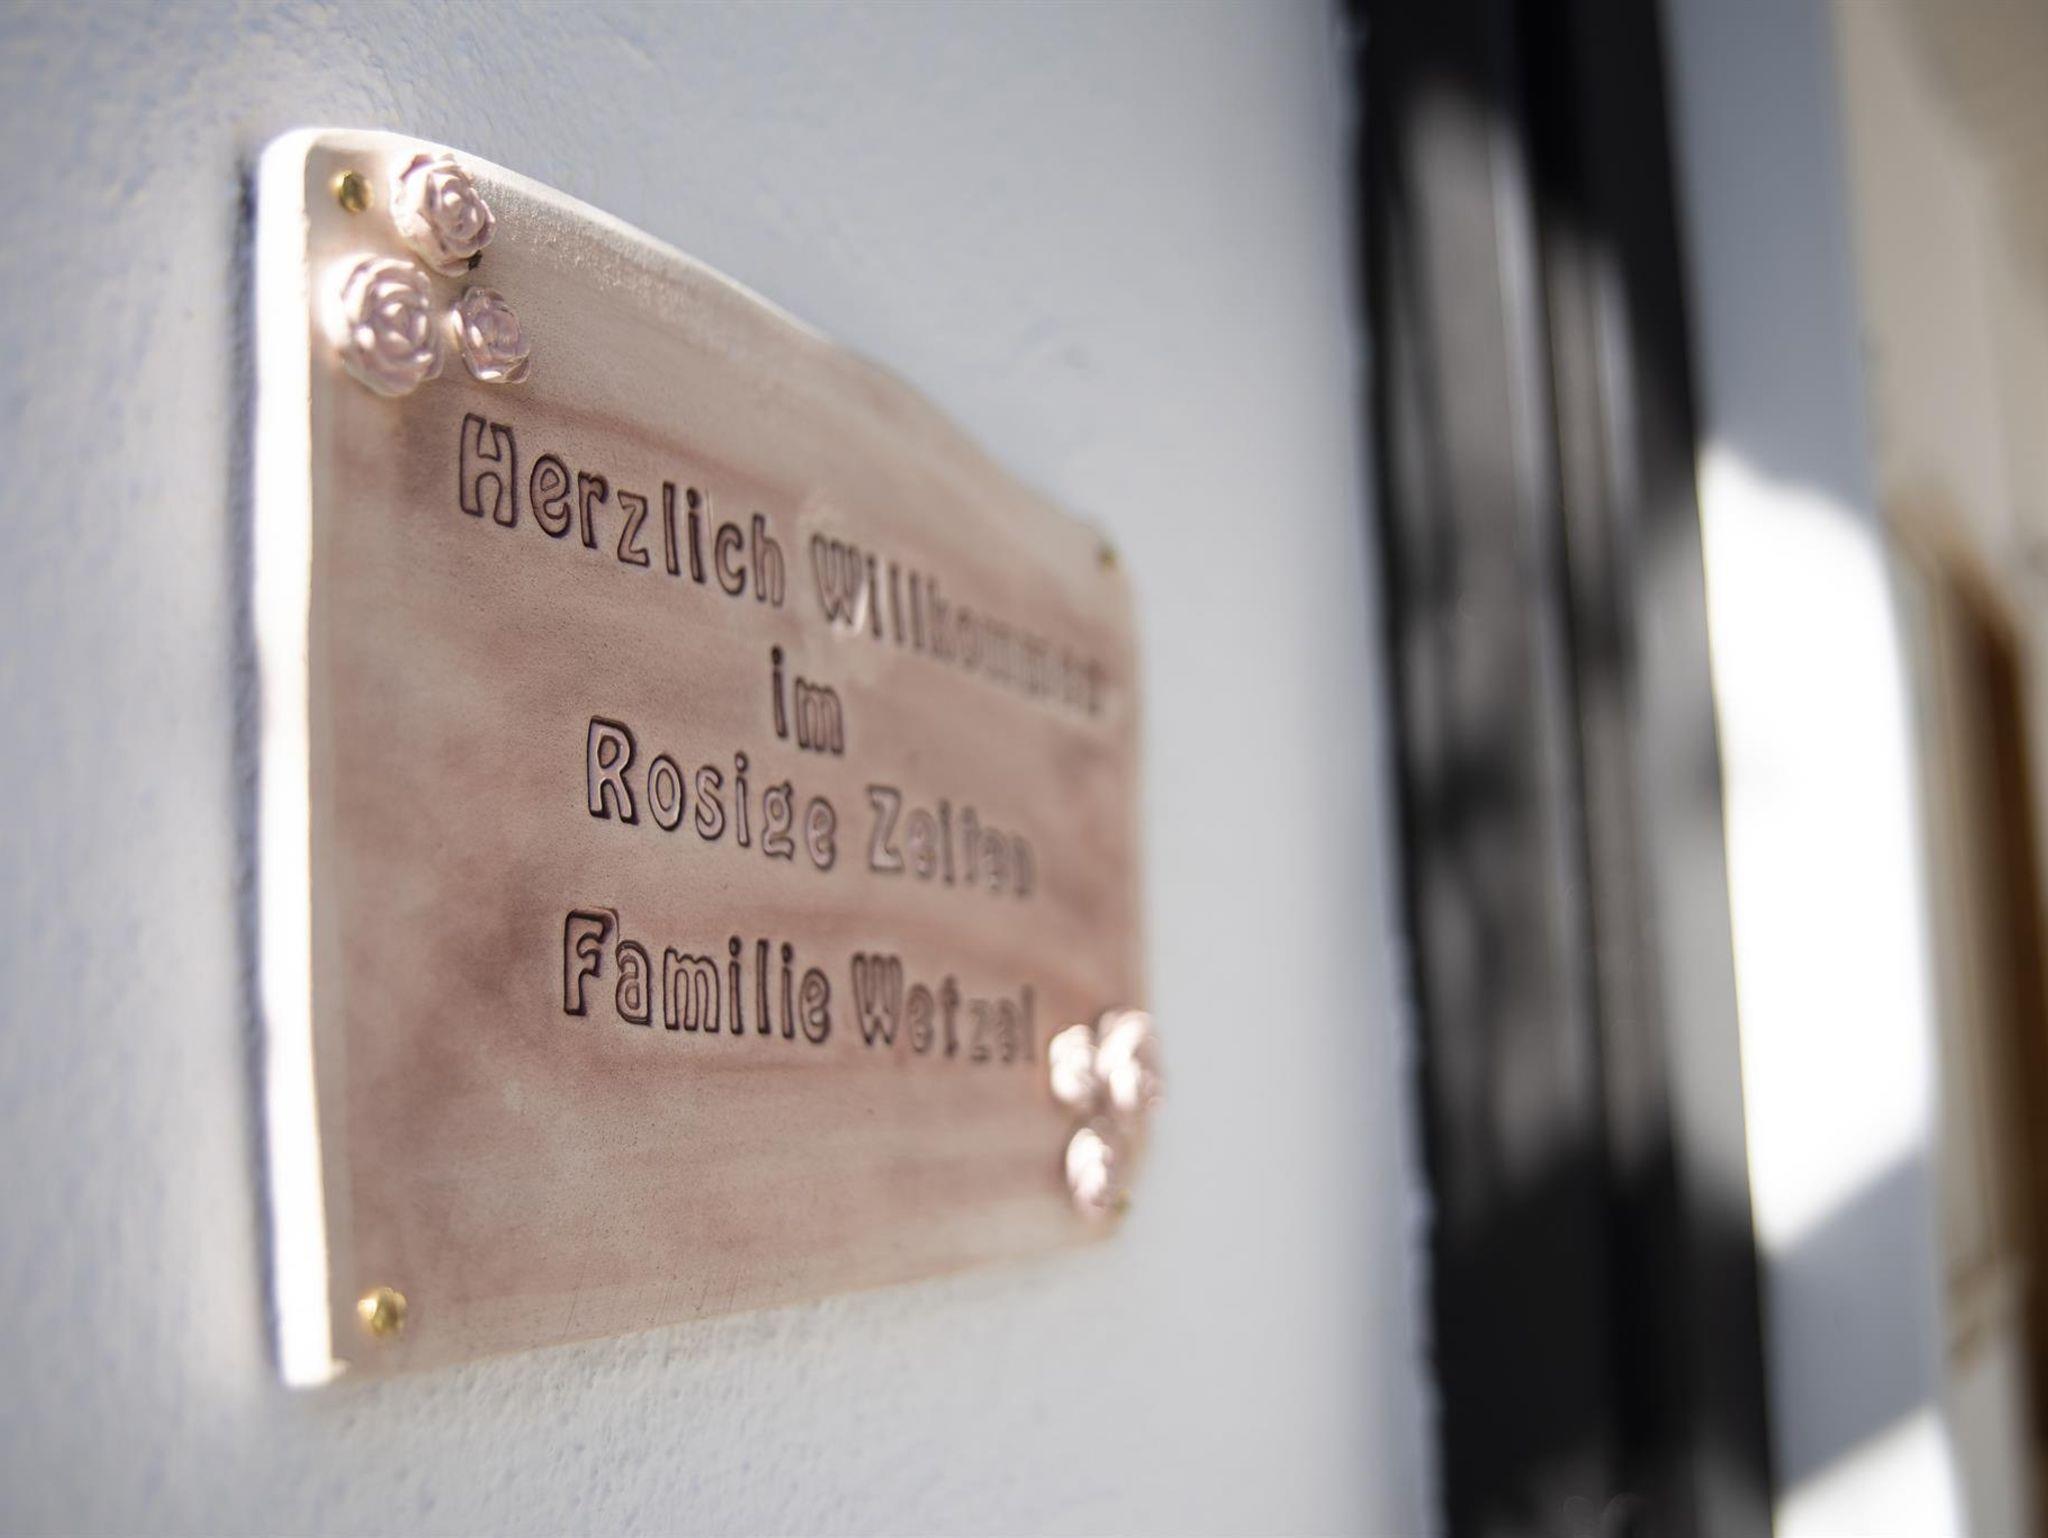 Herzlich Willkommen
im
Rosige Zeiten
Familie Wetzel